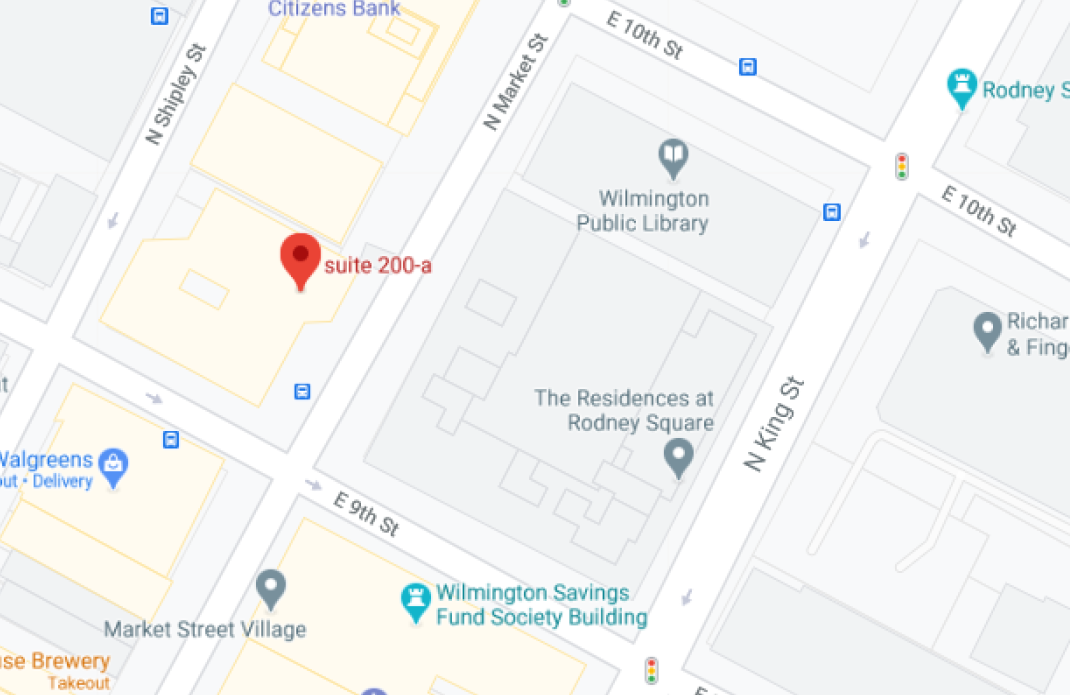 Citizens Bank
E 10th St
N Shipley St
N Market St
Rodney S
Wilmington
Public Library
E 10th St
suite 200-a
Richar
& Fing
The Residences at
Rodney Square
N King St
Walgreens
out • Delivery
E 9th St
Wilmington Savings
Fund Society Building
Market Street Village
use Brewery
Takeout